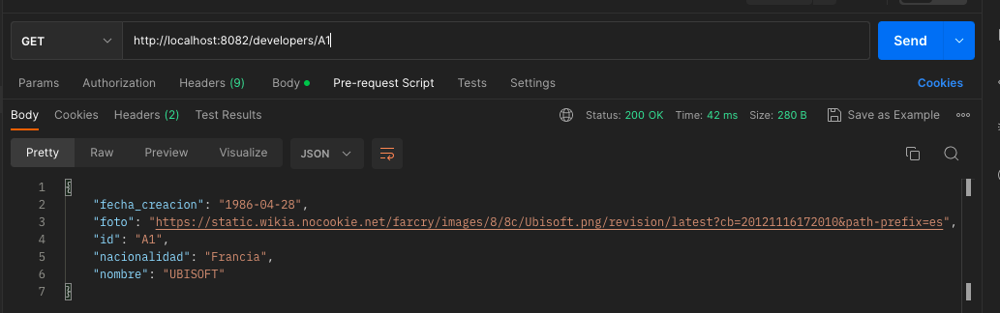 GET http://localhost:8082/developers/A1 Send
Params Authorization Headers (9) Body Pre-request Script Tests Settings Cookies
Body Cookies Headers (2) Test Results Status: 200 OK Time: 42 ms Size: 280 B Save as Example
Pretty Raw Preview Visualize JSON
1 {
2 "fecha_creacion": "1986-04-28",
3 "foto": "https://static.wikia.nocookie.net/farcry/images/8/8c/Ubisoft.png/revision/latest?cb=20121116172010&path-prefix=es",
4 "id": "A1",
5 "nacionalidad": "Francia",
6 "nombre": "UBISOFT"
7 }